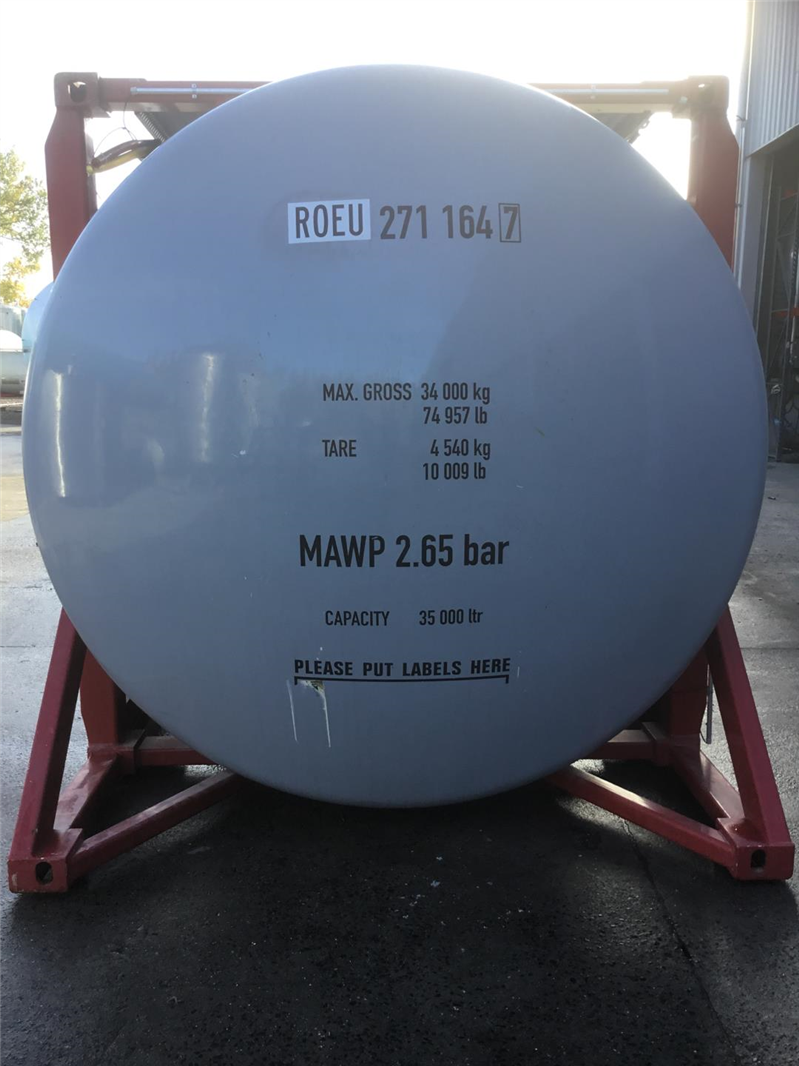 ROEU 271 164 7
MAX. GROSS 34 000 kg
74 957 lb
TARE 4 540 kg
10 009 lb
MAWP 2.65 bar
CAPACITY 35 000 ltr
PLEASE PUT LABELS HERE